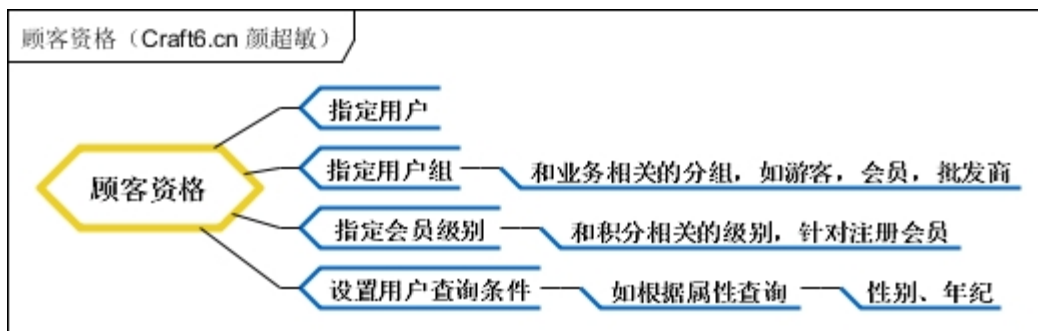 顾客资格（Craft6.cn 颜超敏）
指定用户
指定用户组
和业务相关的分组，如游客，会员，批发商
顾客资格
指定会员级别
和积分相关的级别，针对注册会员
设置用户查询条件
如根据属性查询
性别、年纪